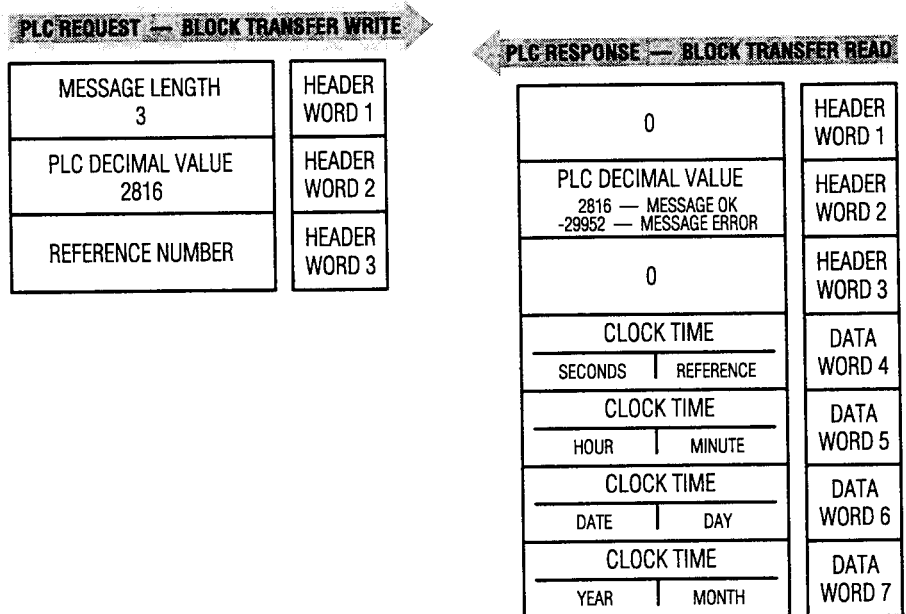 PLC REQUEST — BLOCK TRANSFER WRITE
MESSAGE LENGTH
3
HEADER
WORD 1
PLC DECIMAL VALUE
2816
HEADER
WORD 2
REFERENCE NUMBER
HEADER
WORD 3
PLC RESPONSE — BLOCK TRANSFER READ
0
HEADER
WORD 1
PLC DECIMAL VALUE
2816 — MESSAGE OK
-29952 — MESSAGE ERROR
HEADER
WORD 2
0
HEADER
WORD 3
CLOCK TIME
SECONDS REFERENCE
DATA
WORD 4
CLOCK TIME
HOUR MINUTE
DATA
WORD 5
CLOCK TIME
DATE DAY
DATA
WORD 6
CLOCK TIME
YEAR MONTH
DATA
WORD 7